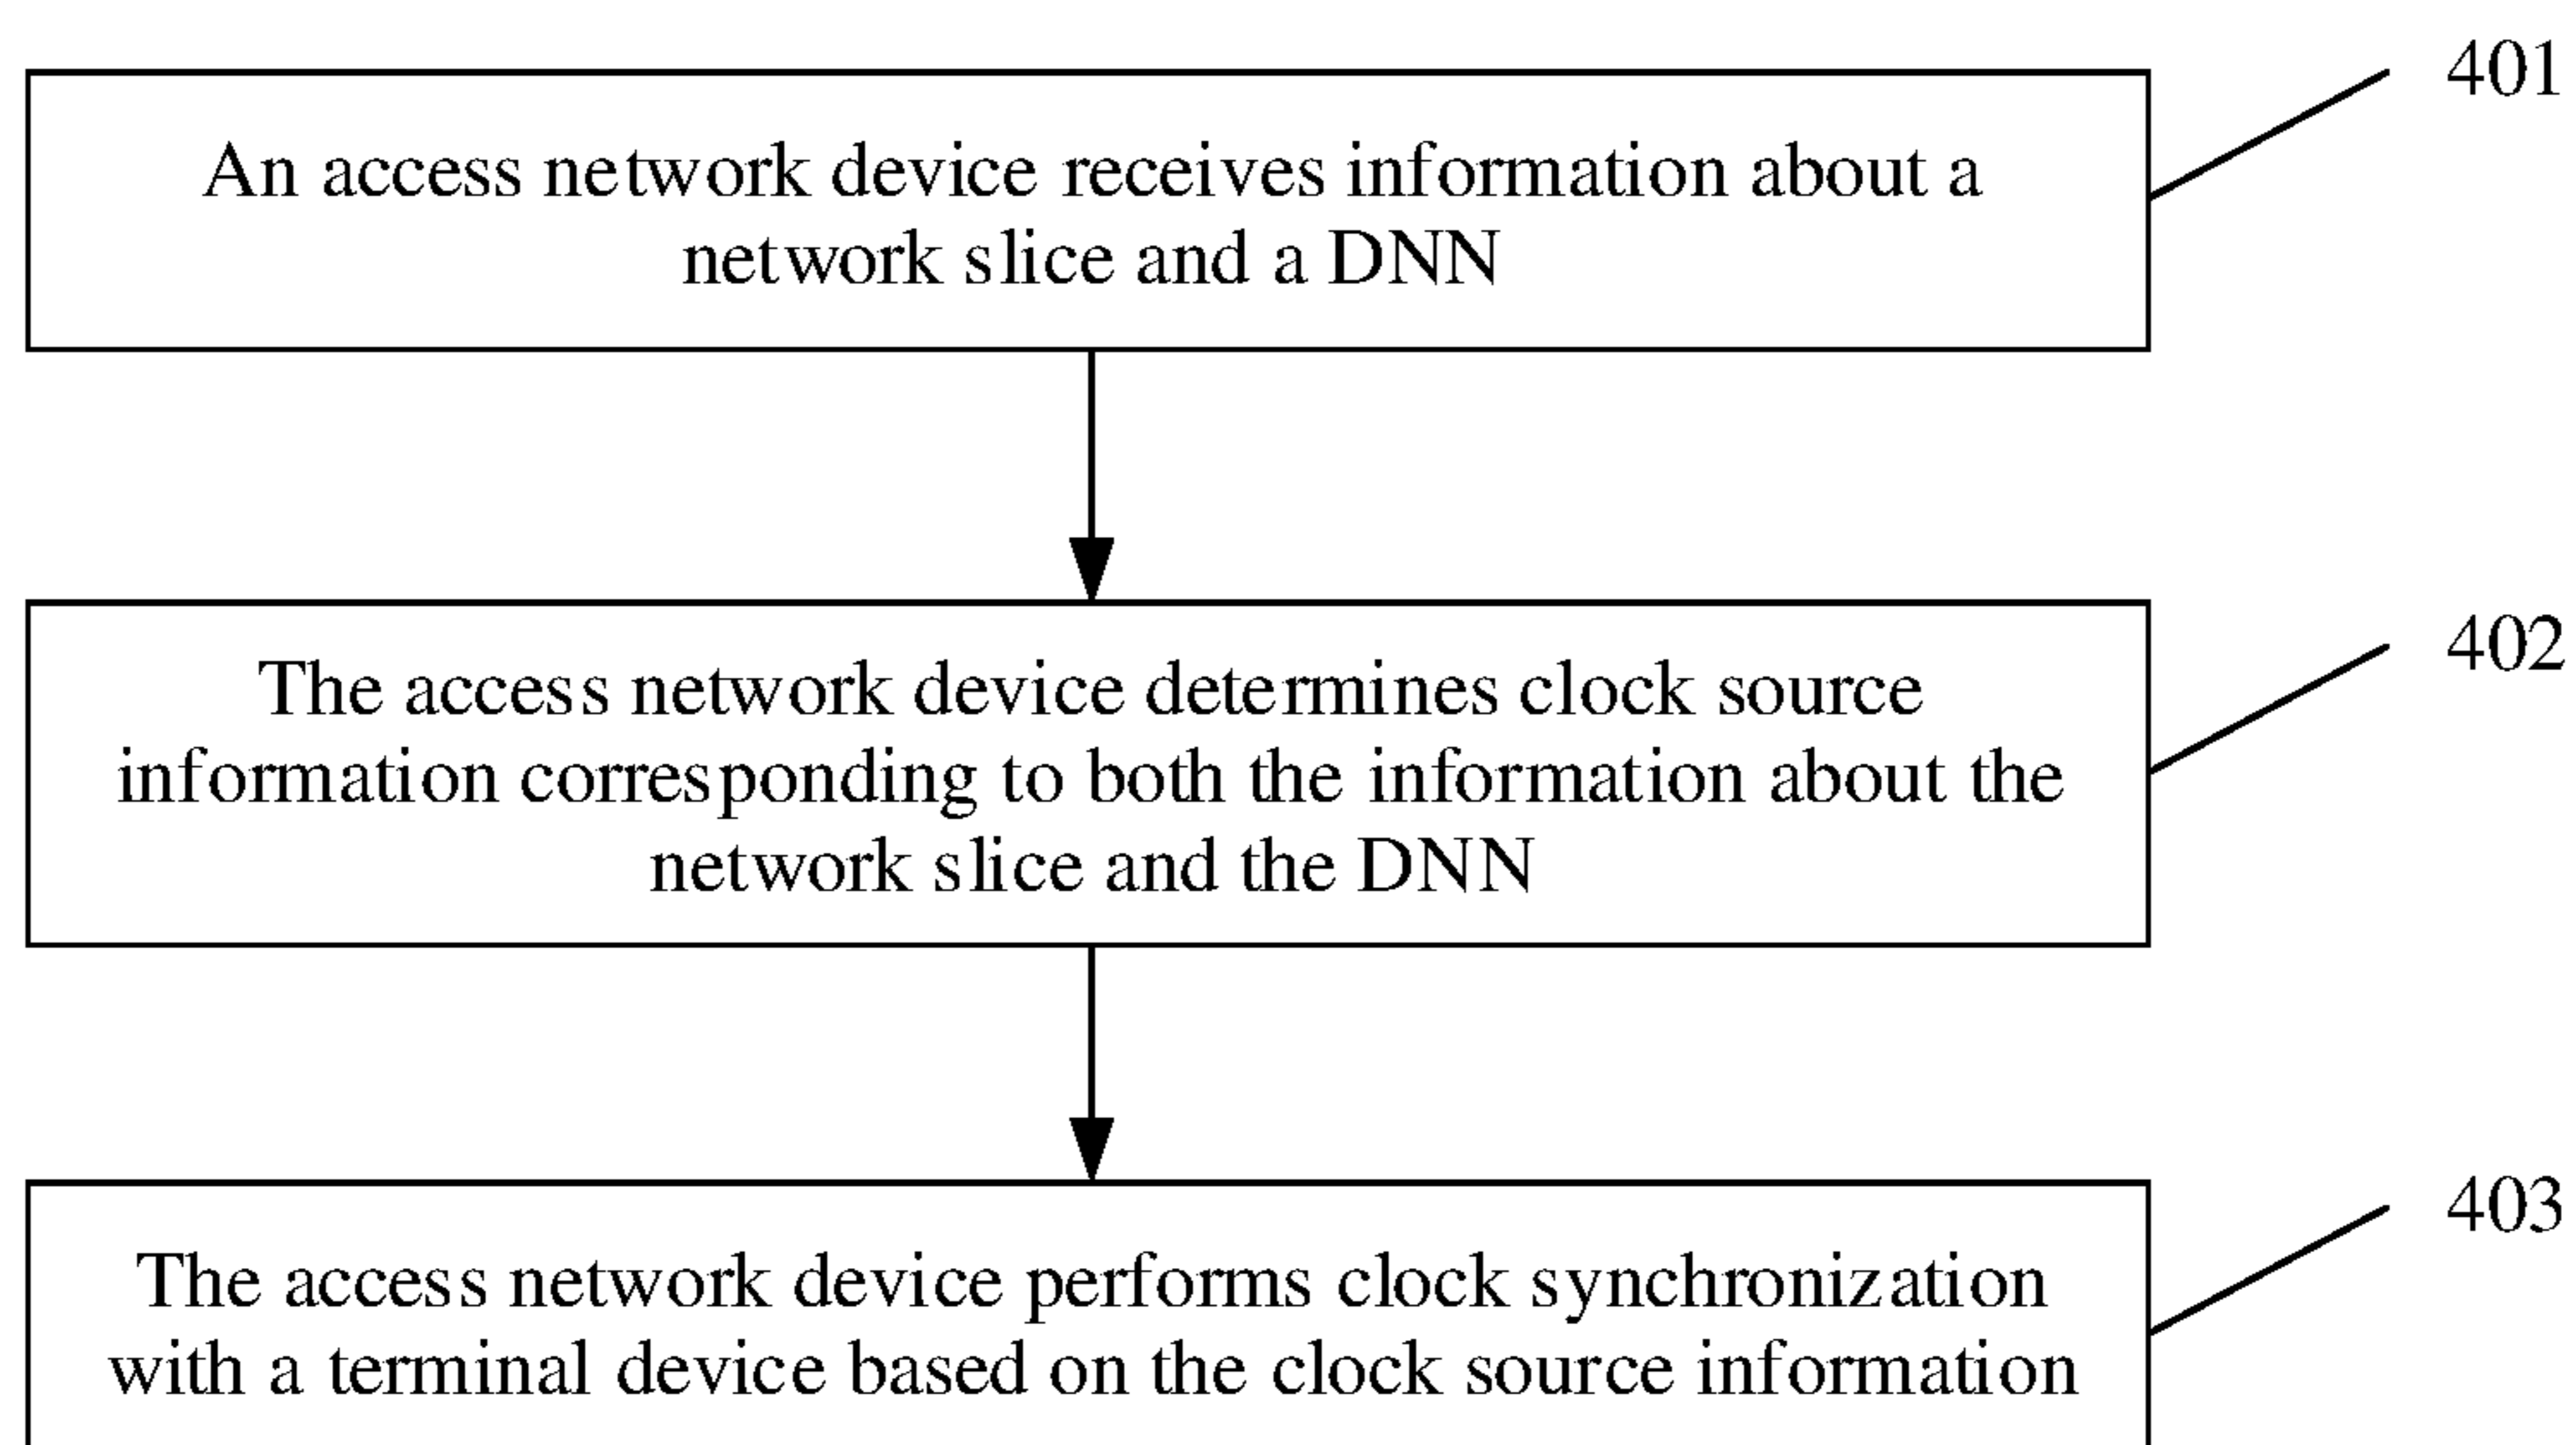 401
An access network device receives information about a
network slice and a DNN
402
The access network device determines clock source
information corresponding to both the information about the
network slice and the DNN
403
The access network device performs clock synchronization
with a terminal device based on the clock source information